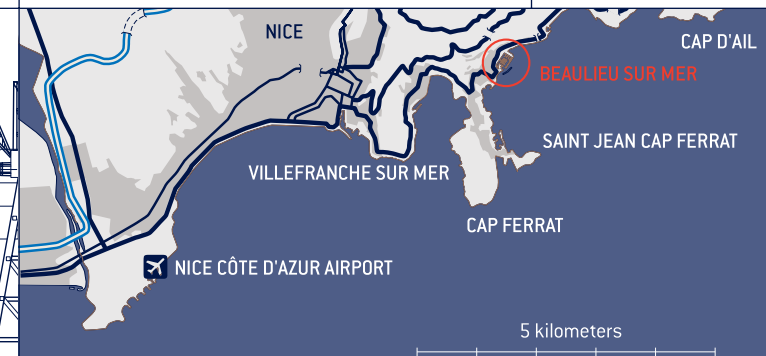 NICE
CAP D'AIL
BEAULIEU SUR MER
SAINT JEAN CAP FERRAT
VILLEFRANCHE SUR MER
CAP FERRAT
NICE CÔTE D'AZUR AIRPORT
5 kilometers